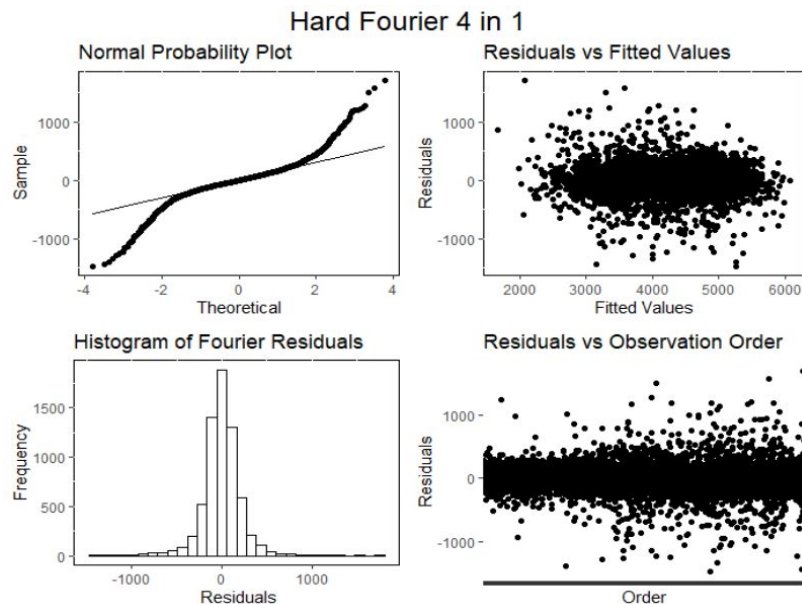 Hard Fourier 4 in 1
Normal Probability Plot
Sample
1000
0
-1000
-4
-2
0
2
4
Theoretical
Residuals vs Fitted Values
Residuals
1000
0
-1000
2000
3000
4000
5000
6000
Fitted Values
Histogram of Fourier Residuals
Frequency
1500
1000
500
0
-1000
0
1000
Residuals
Residuals vs Observation Order
Residuals
1000
0
-1000
Order